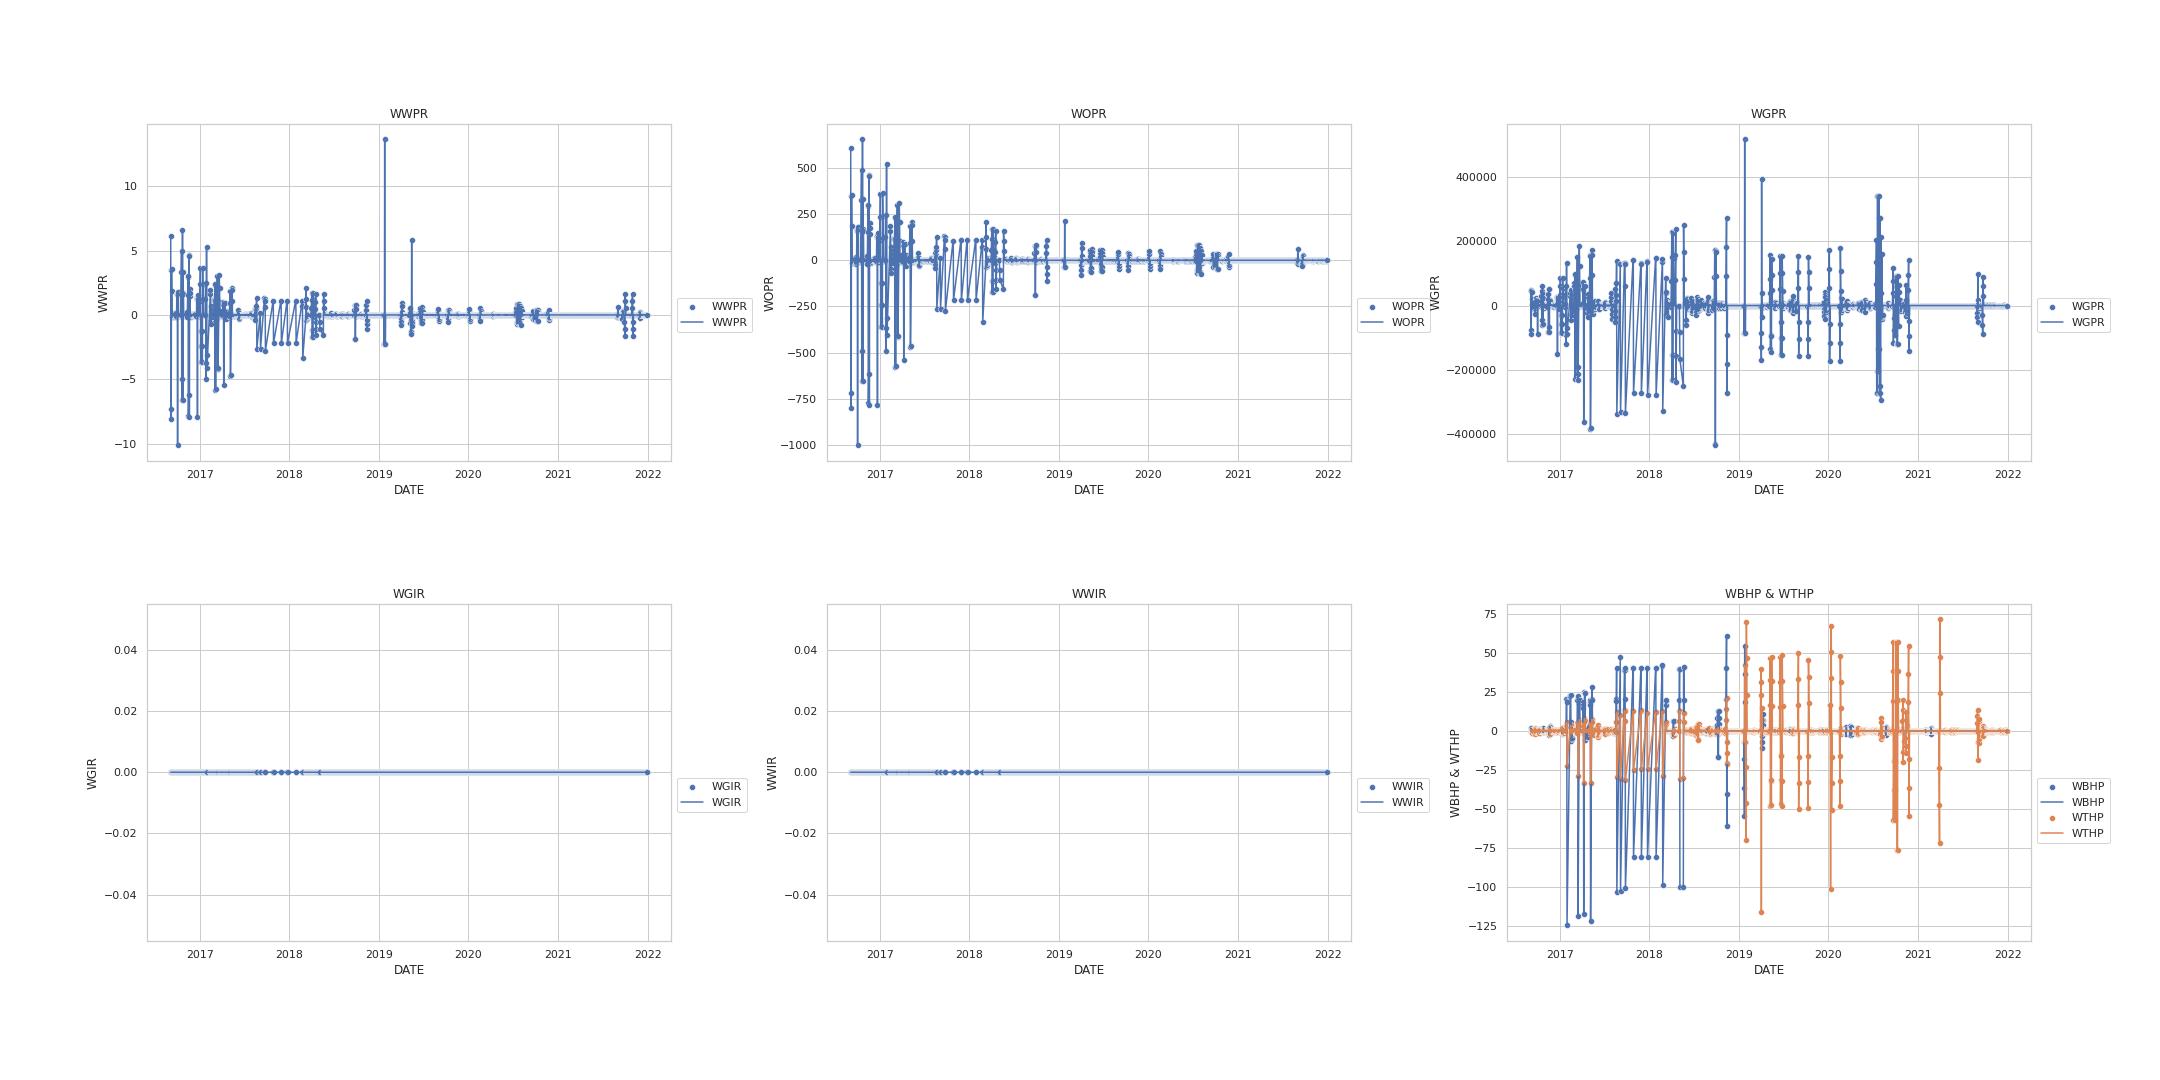 WWPR
WWPR
10
5
0
−5
−10
2017 2018 2019 2020 2021 2022
DATE
WWPR
WWPR
WOPR
WOPR
500
250
0
−250
−500
−750
−1000
2017 2018 2019 2020 2021 2022
DATE
WOPR
WOPR
WGPR
WGPR
400000
200000
0
−200000
−400000
2017 2018 2019 2020 2021 2022
DATE
WGPR
WGPR
WGIR
WGIR
0.04
0.02
0.00
−0.02
−0.04
2017 2018 2019 2020 2021 2022
DATE
WGIR
WGIR
WWIR
WWIR
0.04
0.02
0.00
−0.02
−0.04
2017 2018 2019 2020 2021 2022
DATE
WWIR
WWIR
WBHP & WTHP
WBHP & WTHP
75
50
25
0
−25
−50
−75
−100
−125
2017 2018 2019 2020 2021 2022
DATE
WBHP
WBHP
WTHP
WTHP